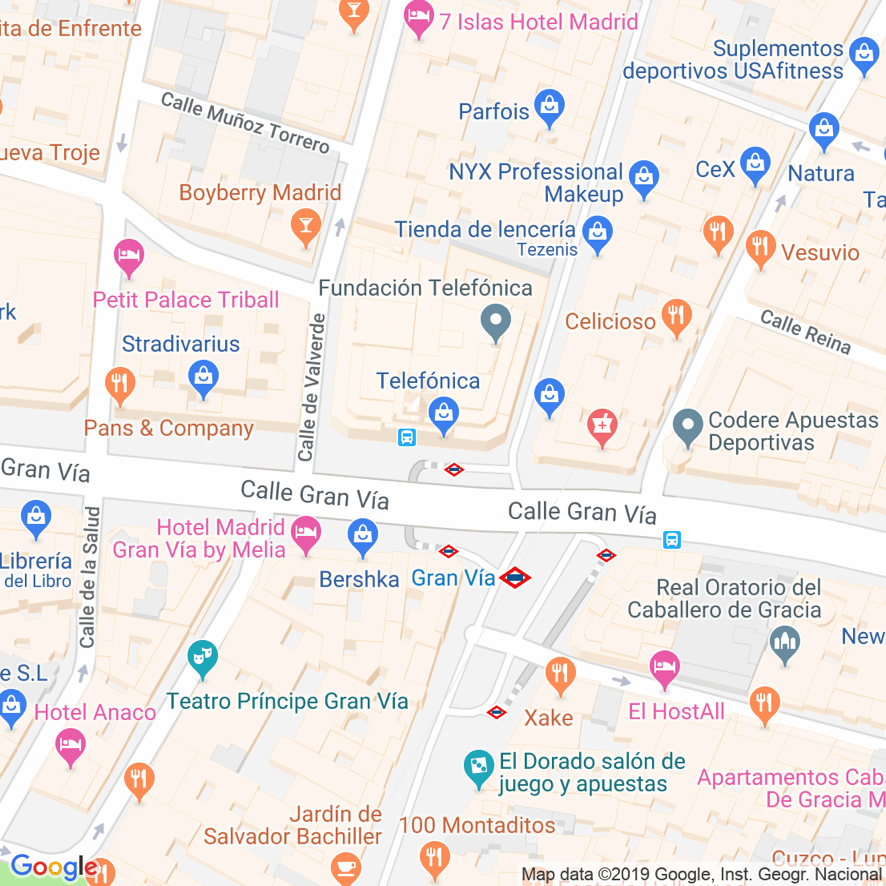 ita de Enfrente
7 Islas Hotel Madrid
Suplementos
deportivos USAfitness
Calle Muñoz Torrero
Parfois
ueva Troje
NYX Professional
Makeup
CeX
Natura
Ta
Boyberry Madrid
Tienda de lencería
Tezenis
Vesuvio
Petit Palace Triball
Fundación Telefónica
rk
Celicioso
Calle Reina
Stradivarius
Calle de Valverde
Telefónica
Pans & Company
Codere Apuestas
Deportivas
Gran Vía
Calle Gran Vía
Calle Gran Vía
Hotel Madrid
Gran Vía by Melia
Librería
del Libro
Calle de la Salud
Bershka
Gran Vía
Real Oratorio del
Caballero de Gracia
New
e S.L
Teatro Príncipe Gran Vía
Hotel Anaco
Xake
El HostAll
El Dorado salón de
juego y apuestas
Apartamentos Cab
De Gracia M
Jardín de
Salvador Bachiller
100 Montaditos
Cuzco - Lup
Google
Map data ©2019 Google, Inst. Geogr. Nacional